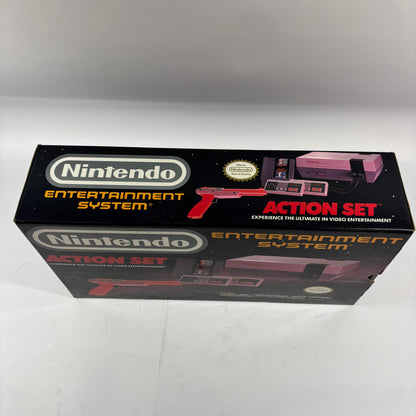 Nintendo
ENTERTAINMENT
SYSTEM®
ACTION SET™
EXPERIENCE THE ULTIMATE IN VIDEO ENTERTAINMENT
Nintendo
ENTERTAINMENT
SYSTEM
ACTION SET
EXPERIENCE THE ULTIMATE IN VIDEO ENTERTAINMENT